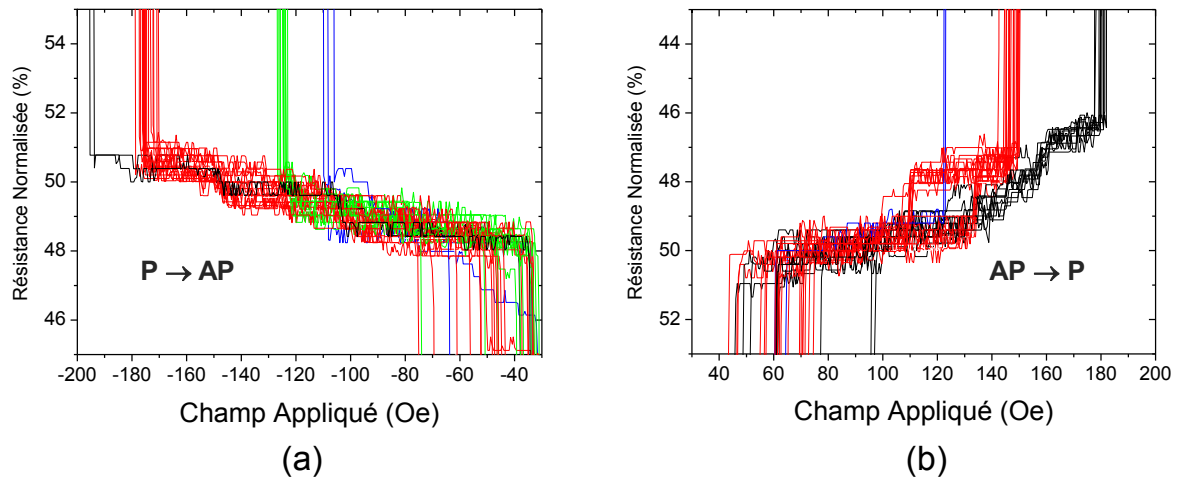 Résistance Normalisée (%)
54
52
50
48
46
P → AP
-200 -180 -160 -140 -120 -100 -80 -60 -40
Champ Appliqué (Oe)
(a)
Résistance Normalisée (%)
44
46
48
50
52
AP → P
40 60 80 100 120 140 160 180 200
Champ Appliqué (Oe)
(b)